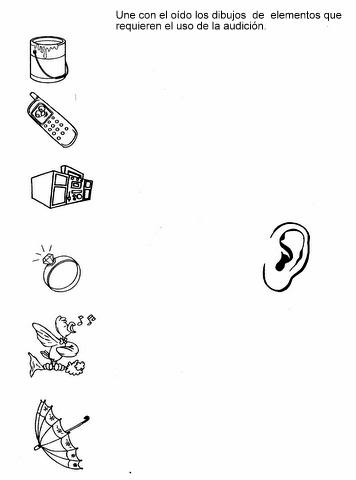 Une con el oído los dibujos de elementos que
requieren el uso de la audición.